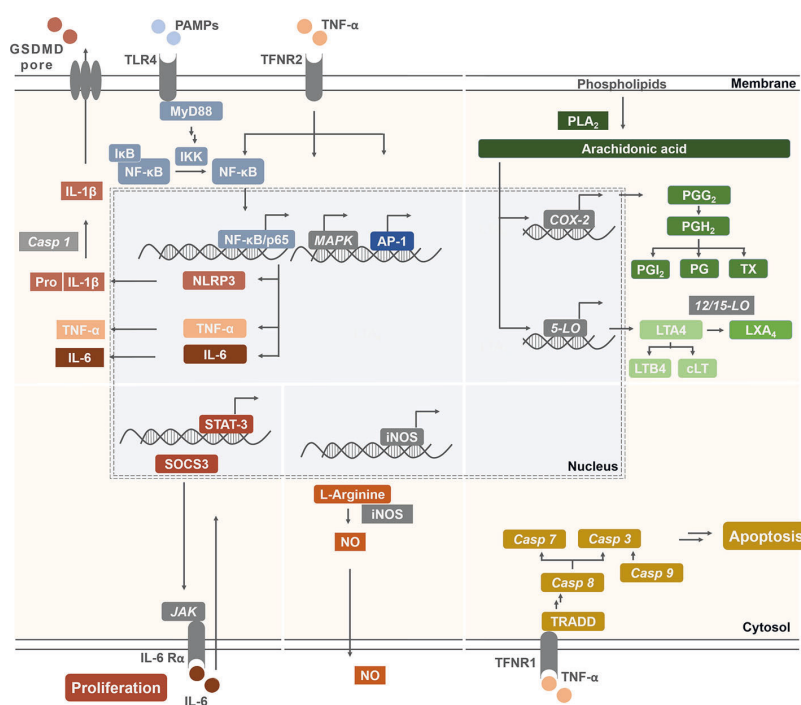 PAMPs
TNF-α
GSDMD
pore
TLR4
TFNR2
Phospholipids
Membrane
MyD88
PLA₂
IκB
NF-κB
IKK
NF-κB
Arachidonic acid
IL-1β
Casp 1
NF-κB/p65
MAPK
AP-1
COX-2
PGG₂
PGH₂
PGI₂
PG
TX
Pro
IL-1β
NLRP3
12/15-LO
TNF-α
TNF-α
5-LO
LTA4
LXA₄
IL-6
IL-6
LTB4
cLT
STAT-3
iNOS
SOCS3
Nucleus
L-Arginine
iNOS
NO
Casp 7
Casp 3
Apoptosis
Casp 8
Casp 9
JAK
TRADD
Cytosol
IL-6 Rα
TFNR1
NO
TNF-α
Proliferation
IL-6